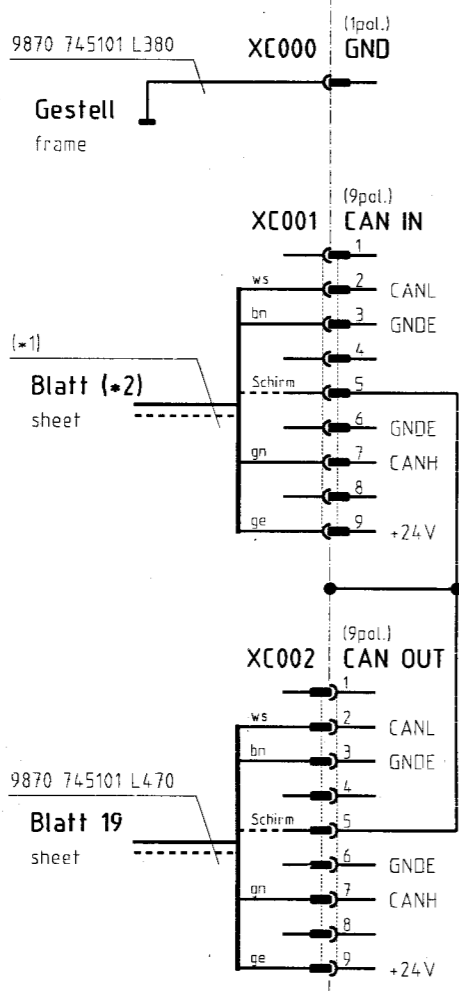 (1pol.)
9870 745101 L380
XC000 GND
Gestell
frame
(9pol.)
XC001 CAN IN
1
ws 2 CANL
bn 3 GNDE
(*1)
4
Blatt (*2)
Schirm 5
sheet
6 GNDE
gn 7 CANH
8
ge 9 +24V
(9pol.)
XC002 CAN OUT
1
ws 2 CANL
bn 3 GNDE
9870 745101 L470
4
Blatt 19
Schirm 5
sheet
6 GNDE
gn 7 CANH
8
ge 9 +24V